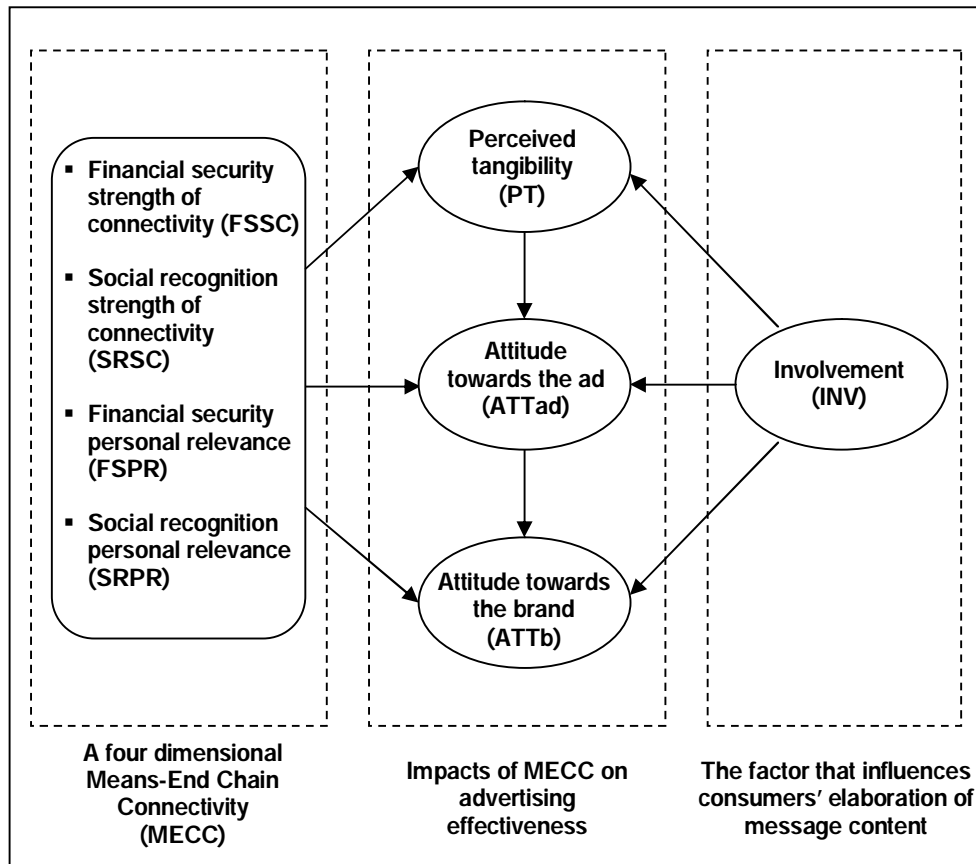 ▪ Financial security
strength of
connectivity (FSSC)
▪ Social recognition
strength of
connectivity
(SRSC)
▪ Financial security
personal relevance
(FSPR)
▪ Social recognition
personal relevance
(SRPR)
A four dimensional
Means-End Chain
Connectivity
(MECC)
Perceived
tangibility
(PT)
Attitude
towards the ad
(ATTad)
Attitude towards
the brand
(ATTb)
Impacts of MECC on
advertising
effectiveness
Involvement
(INV)
The factor that influences
consumers’ elaboration of
message content